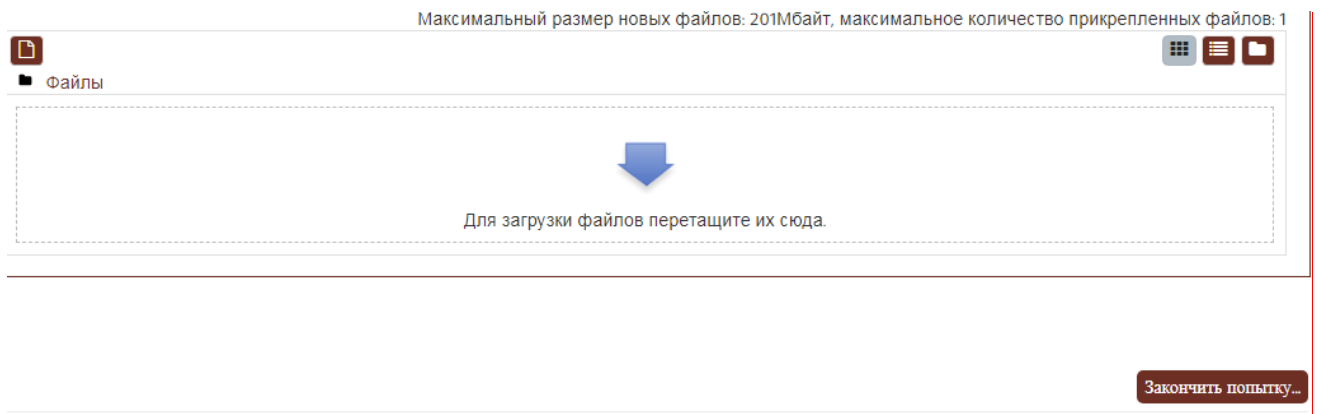 Максимальный размер новых файлов: 201Мбайт, максимальное количество прикрепленных файлов: 1
Файлы
Для загрузки файлов перетащите их сюда.
Закончить попытку...